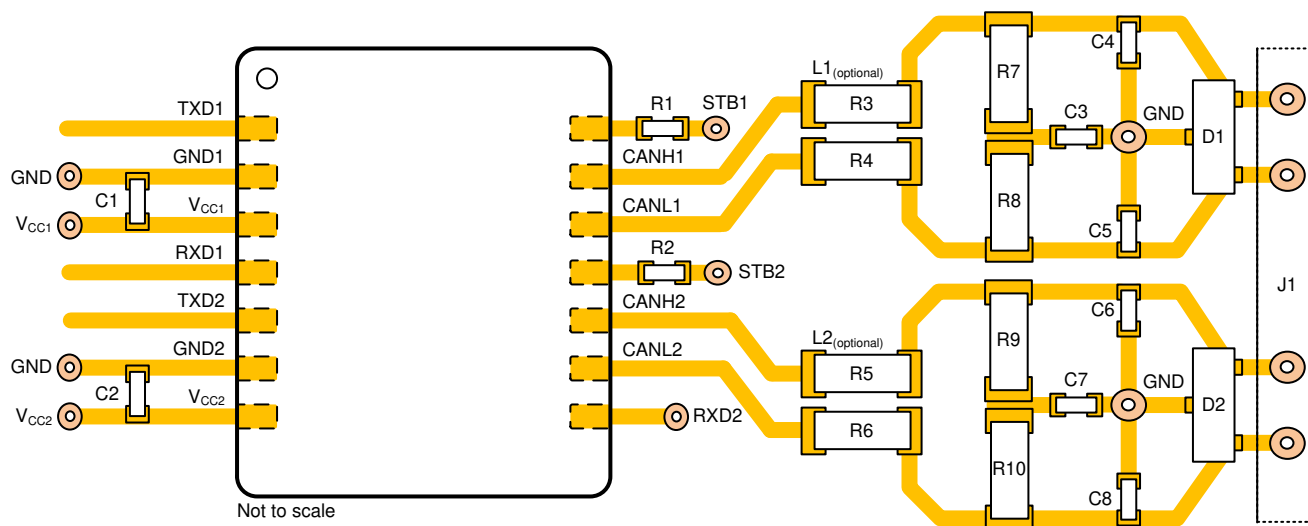 TXD1
GND1
GND
C1
VCC1
VCC1
RXD1
TXD2
GND2
GND
C2
VCC2
VCC2
R1
STB1
CANH1
CANL1
R2
STB2
CANH2
CANL2
RXD2
L1(optional)
R3
R4
R7
R8
C3
C4
C5
GND
D1
L2(optional)
R5
R6
R9
R10
C7
C6
C8
GND
D2
J1
Not to scale